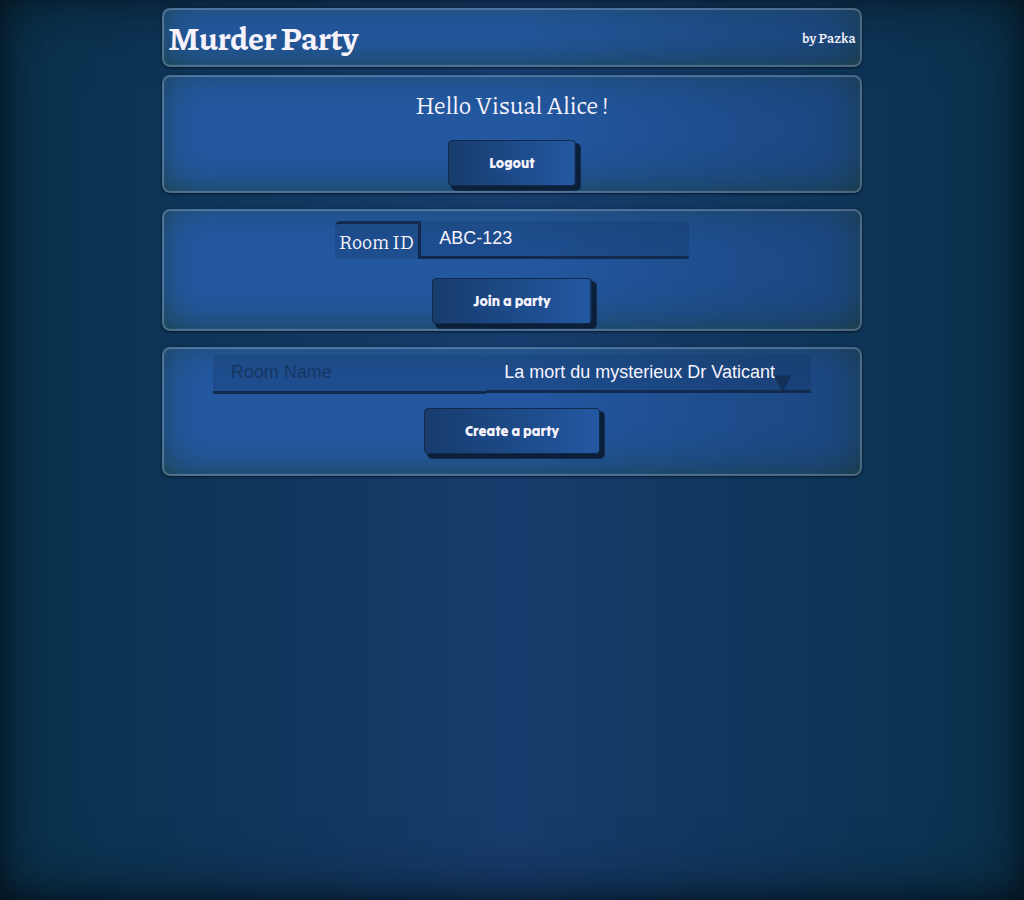 Murder Party
by Pazka
Hello Visual Alice !
Logout
Room ID
ABC-123
Join a party
Room Name
La mort du mysterieux Dr Vaticant
Create a party